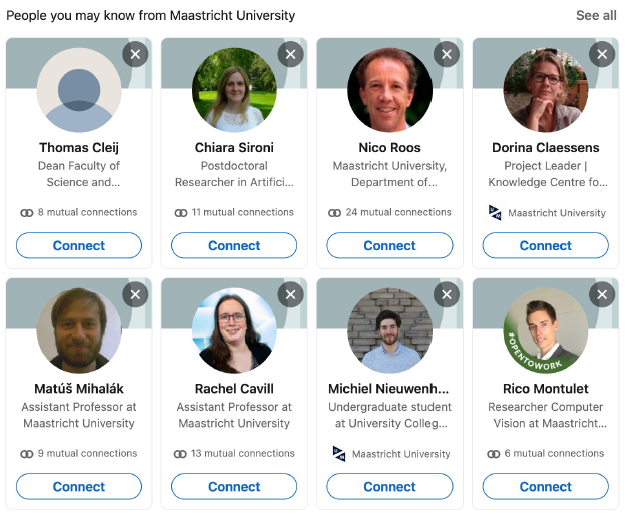 People you may know from Maastricht University
See all
Thomas Cleij
Dean Faculty of
Science and...
8 mutual connections
Connect
Chiara Sironi
Postdoctoral
Researcher in Artifici...
11 mutual connections
Connect
Nico Roos
Maastricht University,
Department of...
24 mutual connections
Connect
Dorina Claessens
Project Leader |
Knowledge Centre fo...
Maastricht University
Connect
Matúš Mihalák
Assistant Professor at
Maastricht University
9 mutual connections
Connect
Rachel Cavill
Assistant Professor at
Maastricht University
13 mutual connections
Connect
Michiel Nieuwenh...
Undergraduate student
at University Colleg...
Maastricht University
Connect
#OPENTOWORK
Rico Montulet
Researcher Computer
Vision at Maastricht...
6 mutual connections
Connect